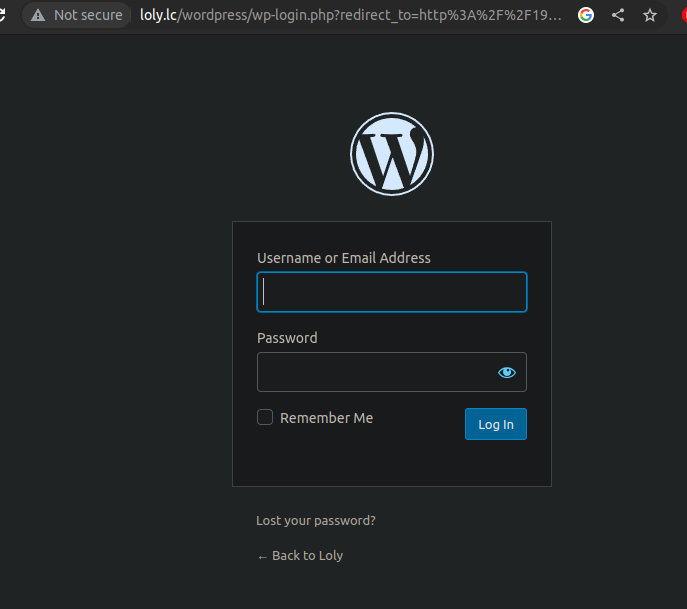 Not secure loly.lc/wordpress/wp-login.php?redirect_to=http%3A%2F%2F19...
Username or Email Address
Password
Remember Me Log In
Lost your password?
← Back to Loly